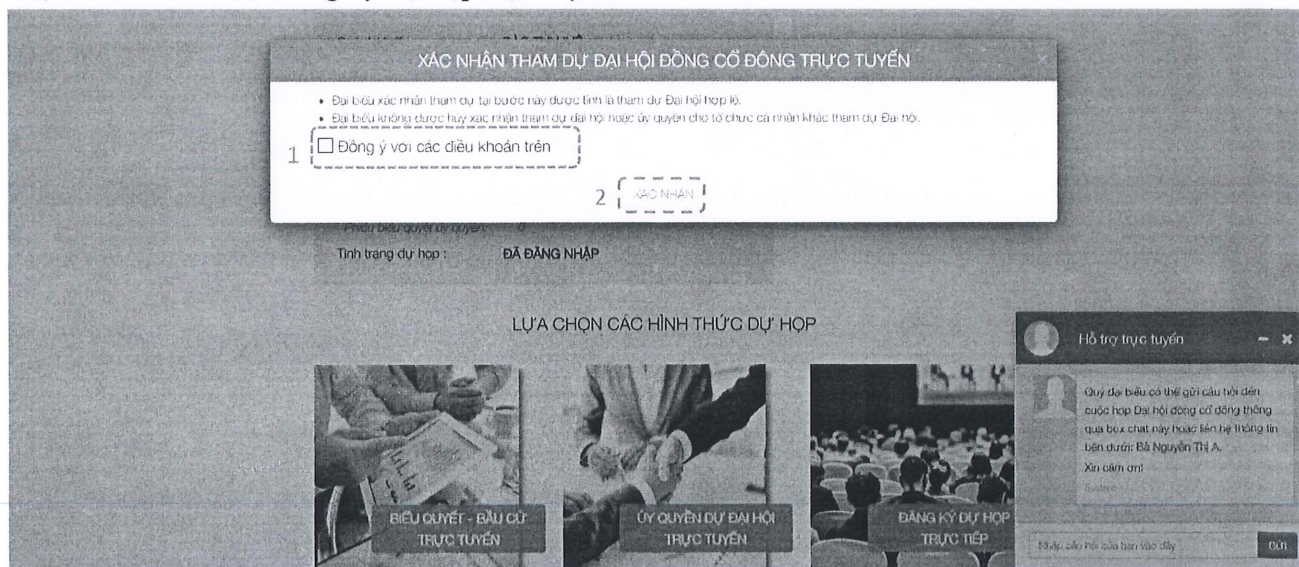 XÁC NHẬN THAM DỰ ĐẠI HỘI ĐỒNG CỔ ĐÔNG TRỰC TUYẾN ×
• Đại biểu xác nhận tham dự tại bước này được tính là tham dự Đại hội hợp lệ.
• Đại biểu không được hủy xác nhận tham dự đại hội hoặc ủy quyền cho tổ chức cá nhân khác tham dự Đại hội.
1 Đồng ý với các điều khoản trên
2 XÁC NHẬN
Phiếu biểu quyết ủy quyền: 0
Tình trạng dự họp : ĐÃ ĐĂNG NHẬP
LỰA CHỌN CÁC HÌNH THỨC DỰ HỌP
BIỂU QUYẾT - BẦU CỬ
TRỰC TUYẾN
ỦY QUYỀN DỰ ĐẠI HỘI
TRỰC TUYẾN
ĐĂNG KÝ DỰ HỌP
TRỰC TIẾP
Hỗ trợ trực tuyến
Quý đại biểu có thể gửi câu hỏi đến
cuộc họp Đại hội đồng cổ đông thông
qua box chat này hoặc liên hệ thông tin
bên dưới: Bà Nguyễn Thị A.
Xin cảm ơn!
Nhập câu hỏi của bạn vào đây
GỬI